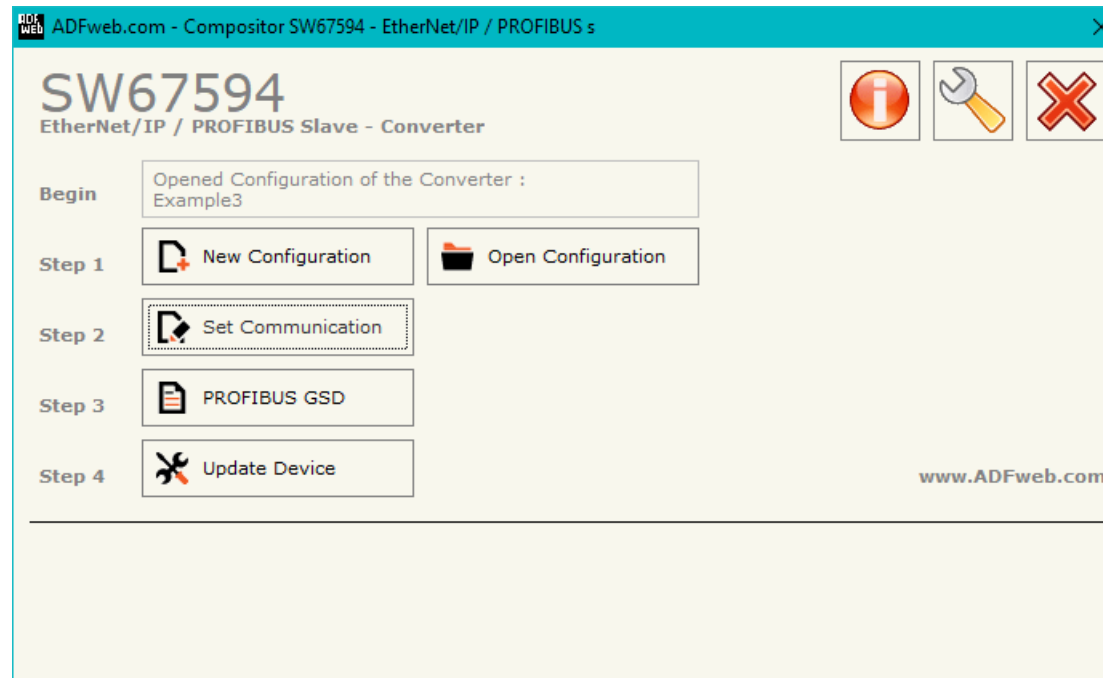 ADF
WEB
ADFweb.com - Compositor SW67594 - EtherNet/IP / PROFIBUS s
SW67594
EtherNet/IP / PROFIBUS Slave - Converter
Begin
Opened Configuration of the Converter :
Example3
Step 1
New Configuration
Open Configuration
Step 2
Set Communication
Step 3
PROFIBUS GSD
Step 4
Update Device
www.ADFweb.com